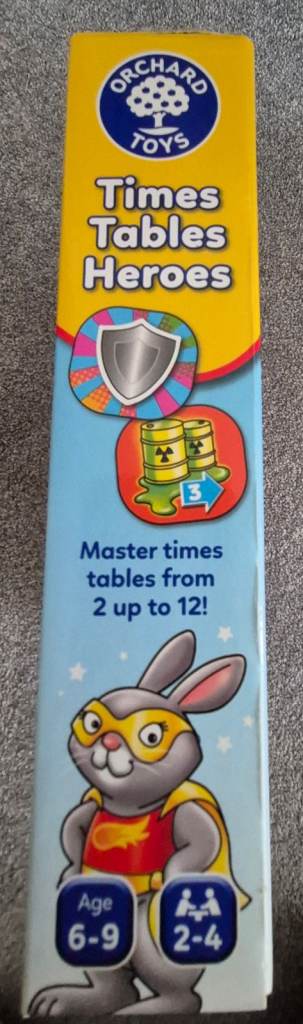 ORCHARD
TOYS
Times
Tables
Heroes
3
Master times
tables from
2 up to 12!
Age
6-9
2-4